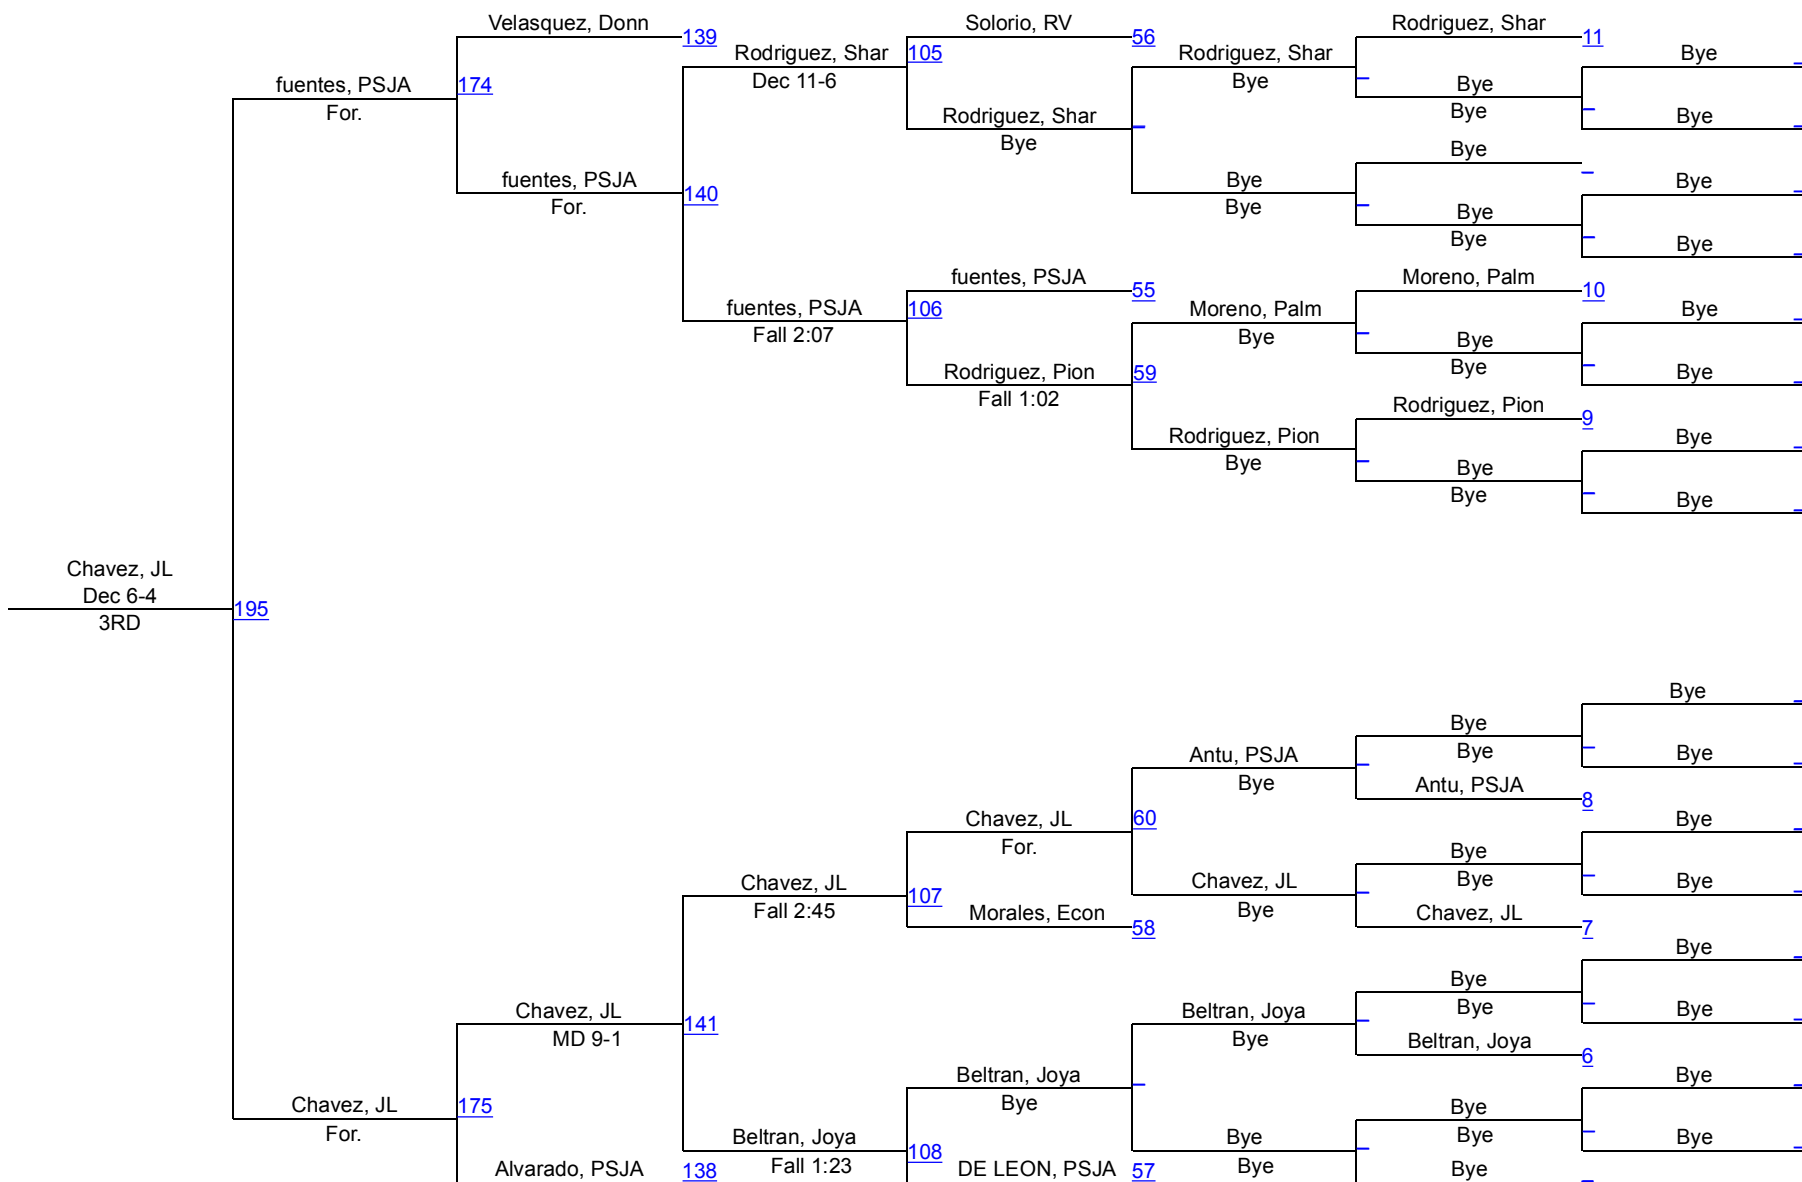 Velasquez, Donn
139
Solorio, RV
56
Rodriguez, Shar
11
Rodriguez, Shar
Dec 11-6
105
Rodriguez, Shar
Bye
Bye
fuentes, PSJA
For.
174
Bye
Bye
Rodriguez, Shar
Bye
Bye
Bye
fuentes, PSJA
For.
140
Bye
Bye
Bye
Bye
Bye
Bye
fuentes, PSJA
55
Moreno, Palm
10
fuentes, PSJA
Fall 2:07
106
Moreno, Palm
Bye
Bye
Bye
Bye
Rodriguez, Pion
Fall 1:02
59
Bye
Rodriguez, Pion
9
Rodriguez, Pion
Bye
Bye
Bye
Bye
Bye
Chavez, JL
Dec 6-4
3RD
195
Bye
Bye
Bye
Antu, PSJA
Bye
Bye
Antu, PSJA
8
Chavez, JL
For.
60
Bye
Bye
Bye
Chavez, JL
Fall 2:45
107
Chavez, JL
Bye
Bye
Morales, Econ
58
Chavez, JL
7
Bye
Bye
Bye
Chavez, JL
MD 9-1
141
Beltran, Joya
Bye
Bye
Beltran, Joya
6
Beltran, Joya
Bye
Bye
Chavez, JL
For.
175
Bye
Bye
Beltran, Joya
Fall 1:23
108
Bye
Bye
Bye
Alvarado, PSJA
138
DE LEON, PSJA
57
Bye